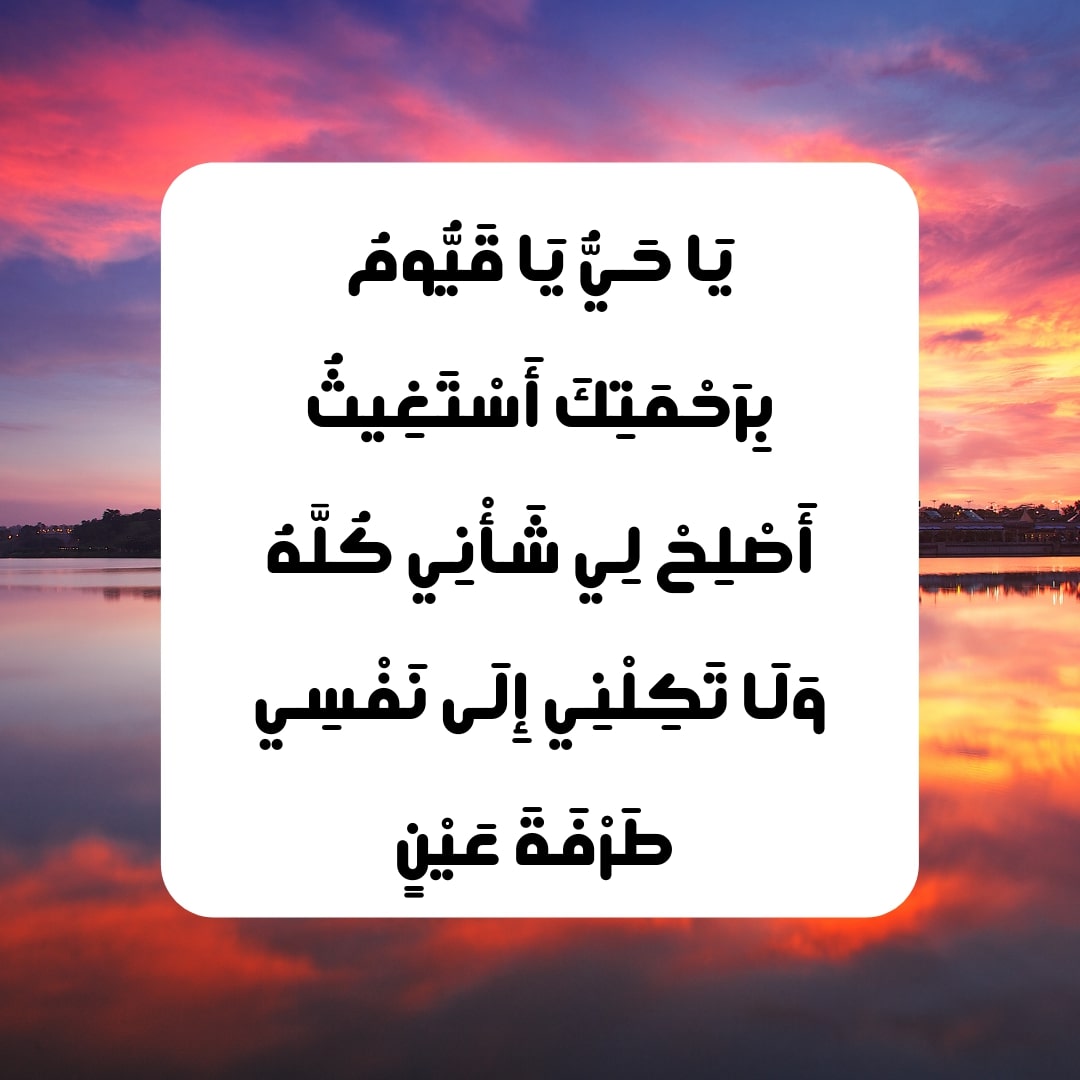 يَا حَيُّ يَا قَيُّومُ
بِرَحْمَتِكَ أَسْتَغِيثُ
أَصْلِحْ لِي شَأْنِي كُلَّهُ
وَلَا تَكِلْنِي إِلَى نَفْسِي
طَرْفَةَ عَيْنٍ